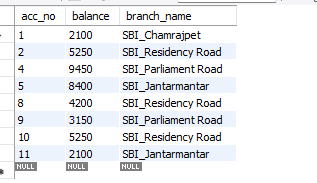 acc_no balance branch_name
1 2100 SBI_Chamrajpet
2 5250 SBI_Residency Road
4 9450 SBI_Parliament Road
5 8400 SBI_Jantarmantar
8 4200 SBI_Residency Road
9 3150 SBI_Parliament Road
10 5250 SBI_Residency Road
11 2100 SBI_Jantarmantar
NULL NULL NULL